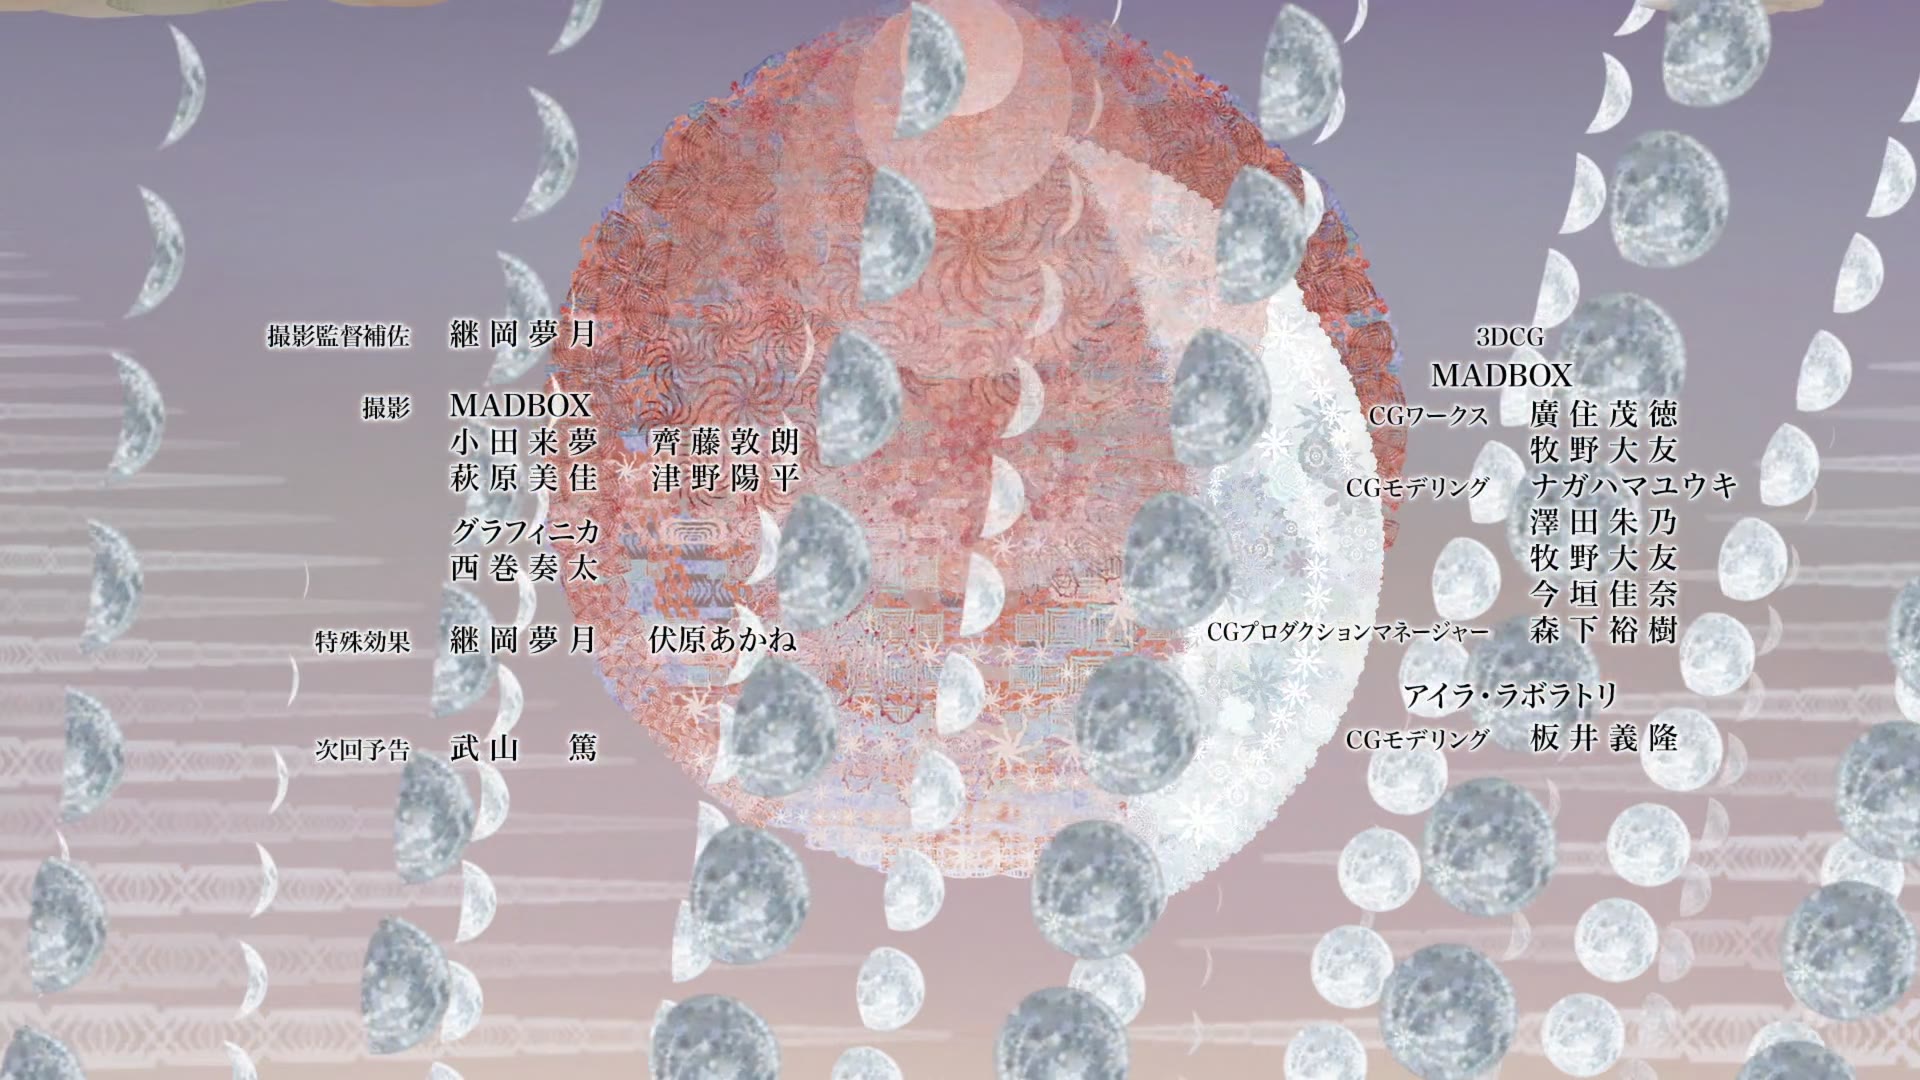 撮影監督補佐 継岡夢月
撮影 MADBOX
小田来夢 齊藤敦朗
萩原美佳 津野陽平
グラフィニカ
西巻奏太
特殊効果 継岡夢月 伏原あかね
次回予告 武山 篤
3DCG
MADBOX
CGワークス 廣住茂徳
牧野大友
CGモデリング ナガハマユウキ
澤田朱乃
牧野大友
今垣佳奈
CGプロダクションマネージャー 森下裕樹
アイラ・ラボラトリ
CGモデリング 板井義隆